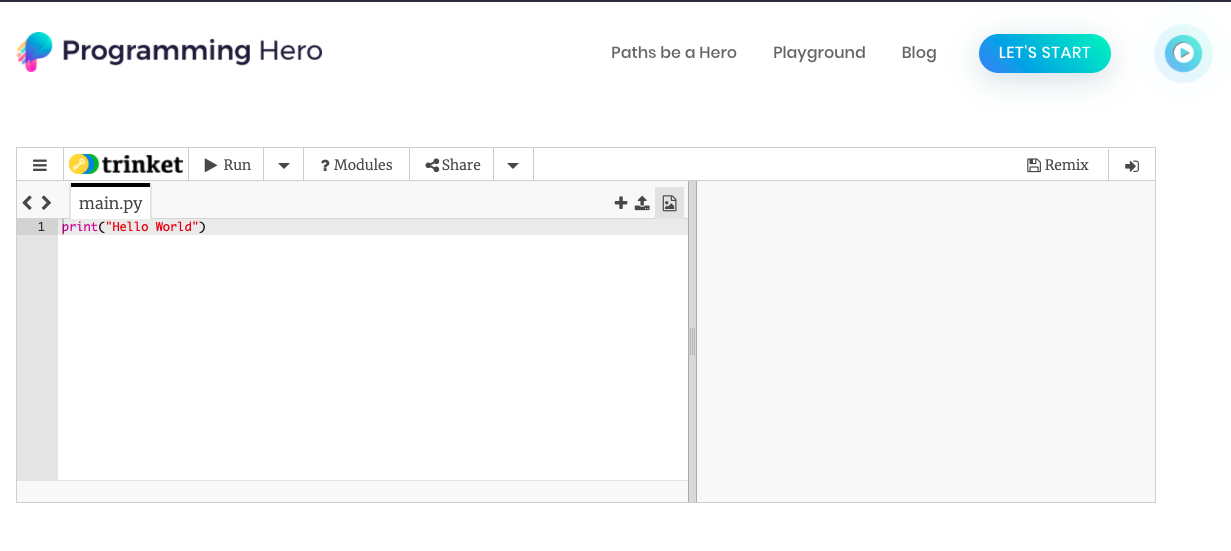 Programming Hero
Paths be a Hero
Playground
Blog
LET'S START
trinket
Run
? Modules
Share
Remix
main.py
1
print("Hello World")